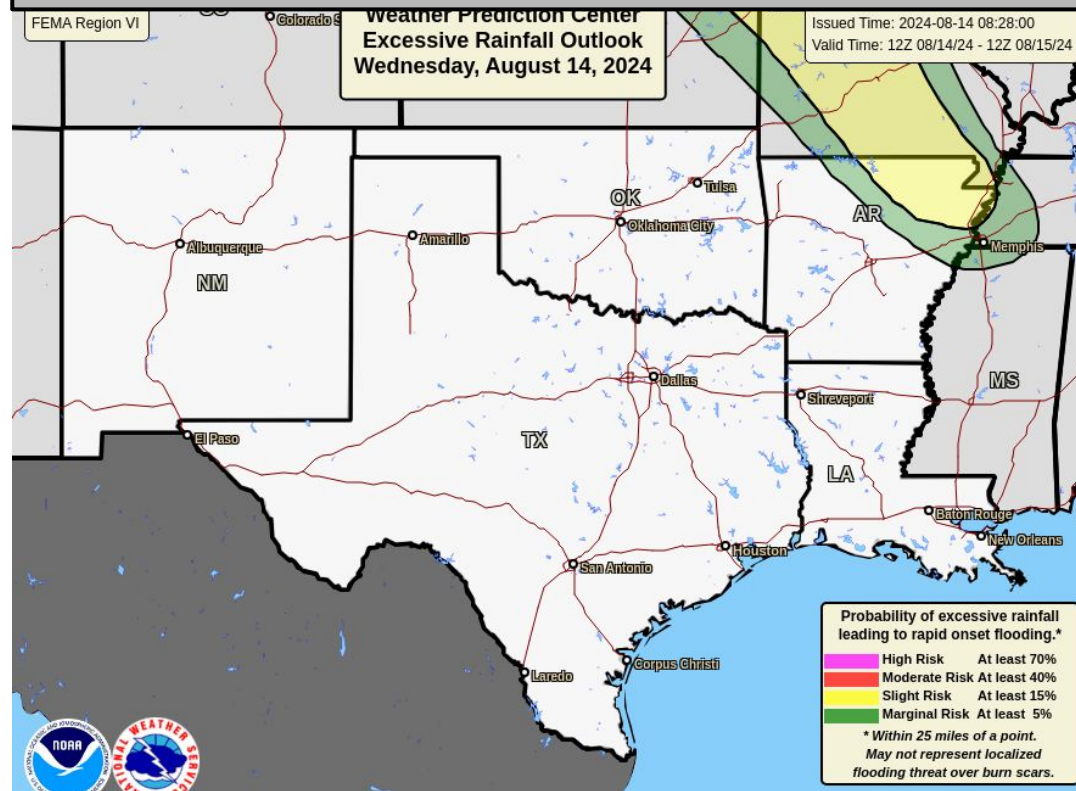 FEMA Region VI
Weather Prediction Center
Excessive Rainfall Outlook
Wednesday, August 14, 2024
Issued Time: 2024-08-14 08:28:00
Valid Time: 12Z 08/14/24 - 12Z 08/15/24
Colorado S
Tulsa
OK
Oklahoma City
AR
Amarillo
Albuquerque
Memphis
NM
Dallas
MS
Shreveport
El Paso
TX
LA
Baton Rouge
New Orleans
Houston
San Antonio
Corpus Christi
Laredo
Probability of excessive rainfall
leading to rapid onset flooding.*
High Risk At least 70%
Moderate Risk At least 40%
Slight Risk At least 15%
Marginal Risk At least 5%
* Within 25 miles of a point.
May not represent localized
flooding threat over burn scars.
NOAA